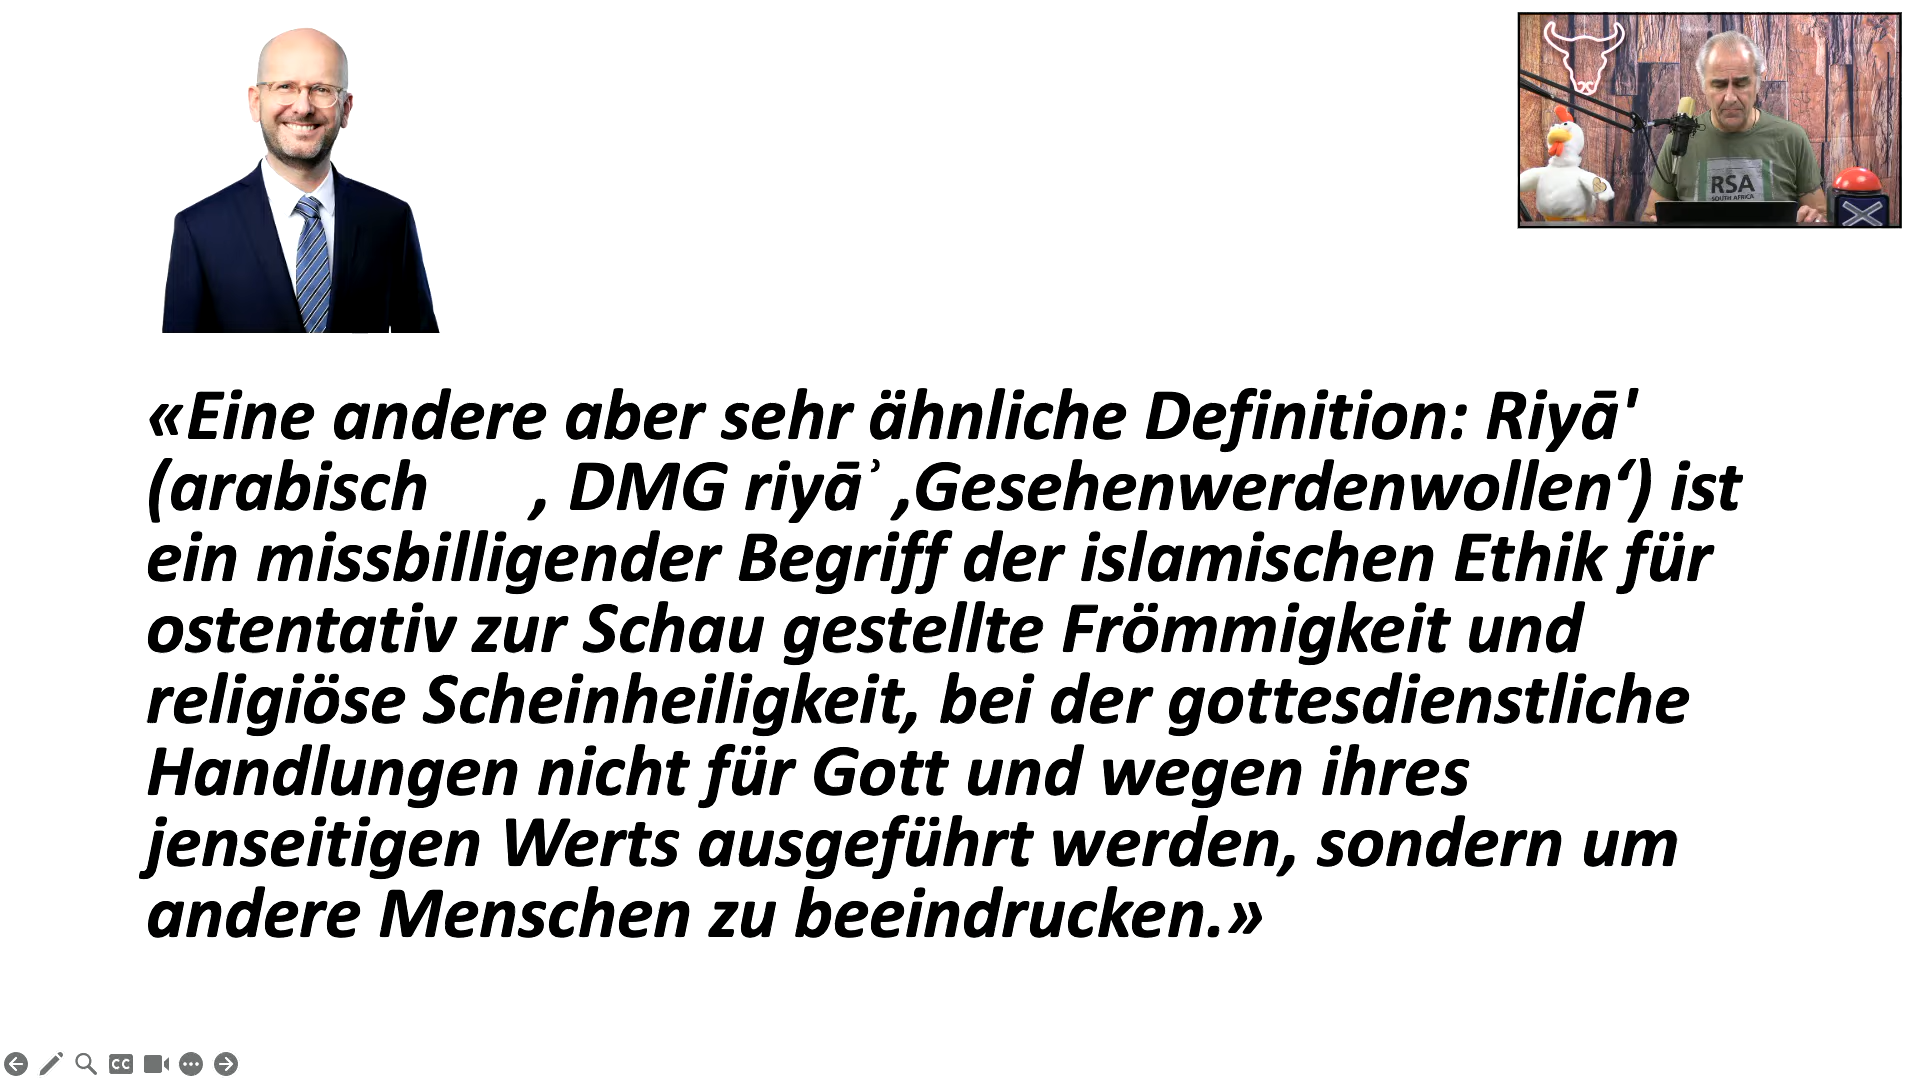 RSA
SOUTH AFRICA
«Eine andere aber sehr ähnliche Definition: Riyā'
(arabisch , DMG riyāʾ ‚Gesehenwerdenwollen‘) ist
ein missbilligender Begriff der islamischen Ethik für
ostentativ zur Schau gestellte Frömmigkeit und
religiöse Scheinheiligkeit, bei der gottesdienstliche
Handlungen nicht für Gott und wegen ihres
jenseitigen Werts ausgeführt werden, sondern um
andere Menschen zu beeindrucken.»
CC